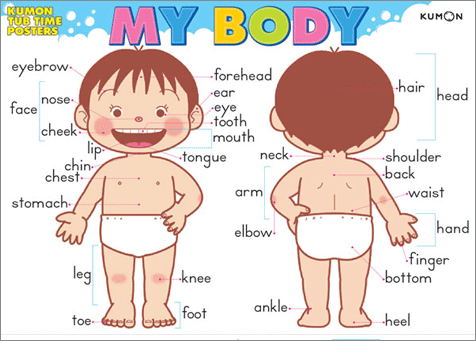 KUMON
TUB TIME
POSTERS
MY BODY
KUMON
eyebrow
face
nose
cheek
lip
chin
chest
stomach
leg
toe
forehead
ear
eye
tooth
mouth
tongue
knee
foot
hair
head
neck
shoulder
back
arm
waist
elbow
hand
finger
bottom
ankle
heel